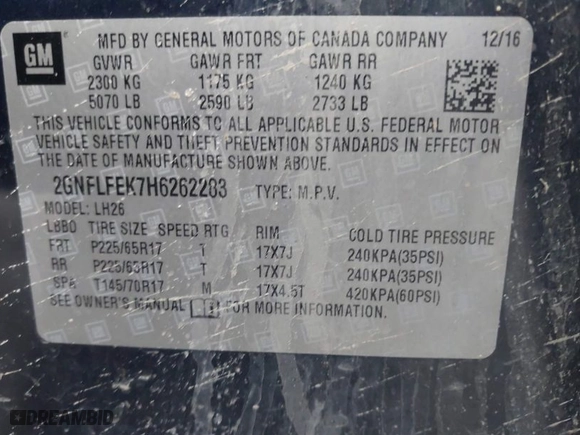 GM
MFD BY GENERAL MOTORS OF CANADA COMPANY 12/16
GVWR GAWR FRT GAWR RR
2300 KG 1175 KG 1240 KG
5070 LB 2590 LB 2733 LB
THIS VEHICLE CONFORMS TO ALL APPLICABLE U.S. FEDERAL MOTOR
VEHICLE SAFETY AND THEFT PREVENTION STANDARDS IN EFFECT ON
THE DATE OF MANUFACTURE SHOWN ABOVE.
2GNFLFEK7H6262283 TYPE: M.P.V.
MODEL: LH26
LBBO TIRE SIZE SPEED RTG RIM COLD TIRE PRESSURE
FRT P225/65R17 T 17X7J 240KPA(35PSI)
RR P225/65R17 T 17X7J 240KPA(35PSI)
SPA T145/70R17 M 17X4.5T 420KPA(60PSI)
SEE OWNER'S MANUAL FOR MORE INFORMATION.
DREAMBID